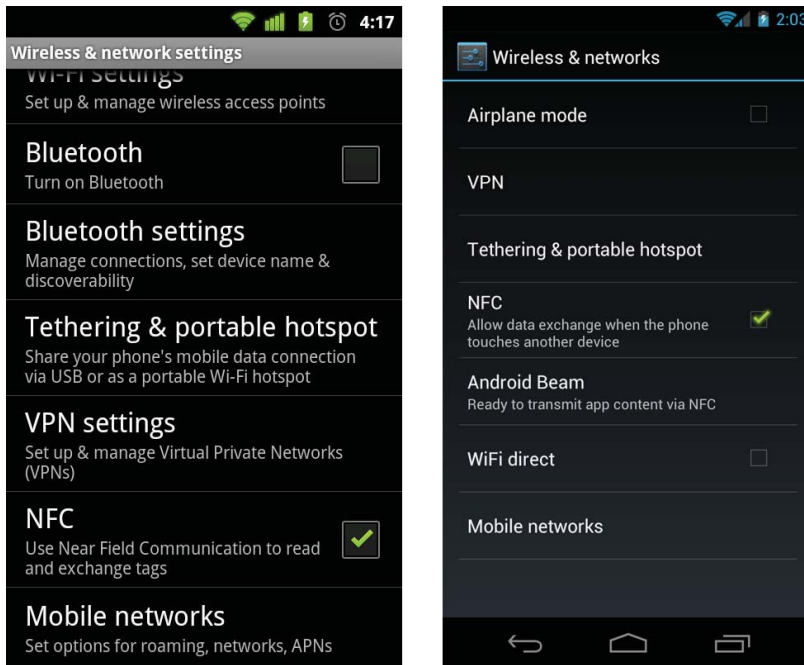 4:17
Wireless & network settings
Wi-Fi settings
Set up & manage wireless access points
Bluetooth
Turn on Bluetooth
Bluetooth settings
Manage connections, set device name &
discoverability
Tethering & portable hotspot
Share your phone's mobile data connection
via USB or as a portable Wi-Fi hotspot
VPN settings
Set up & manage Virtual Private Networks
(VPNs)
NFC
Use Near Field Communication to read
and exchange tags
Mobile networks
Set options for roaming, networks, APNs
2:03
Wireless & networks
Airplane mode
VPN
Tethering & portable hotspot
NFC
Allow data exchange when the phone
touches another device
Android Beam
Ready to transmit app content via NFC
WiFi direct
Mobile networks